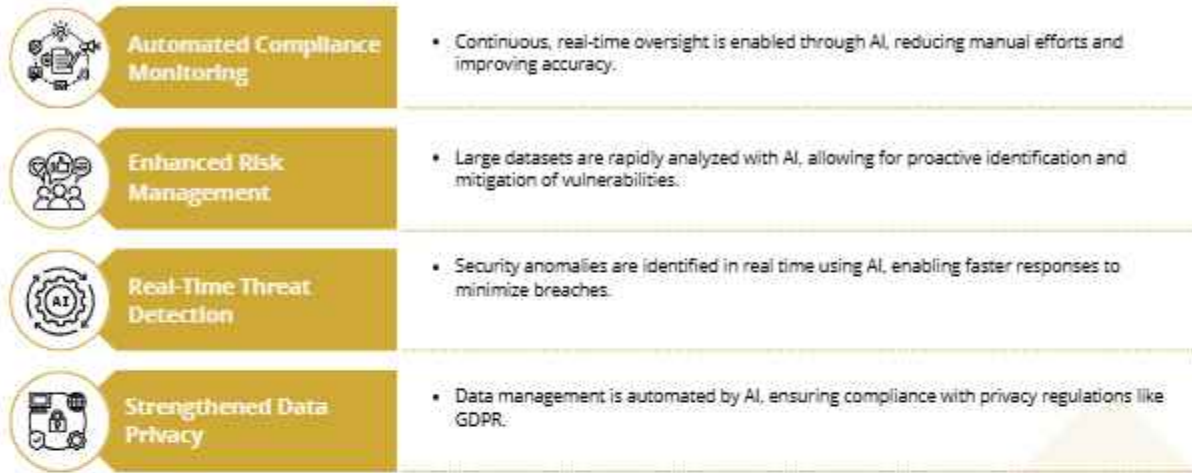 Automated Compliance
Monitoring
• Continuous, real-time oversight is enabled through AI, reducing manual efforts and
improving accuracy.
Enhanced Risk
Management
• Large datasets are rapidly analyzed with AI, allowing for proactive identification and
mitigation of vulnerabilities.
AI
Real-Time Threat
Detection
• Security anomalies are identified in real time using AI, enabling faster responses to
minimize breaches.
Strengthened Data
Privacy
• Data management is automated by AI, ensuring compliance with privacy regulations like
GDPR.